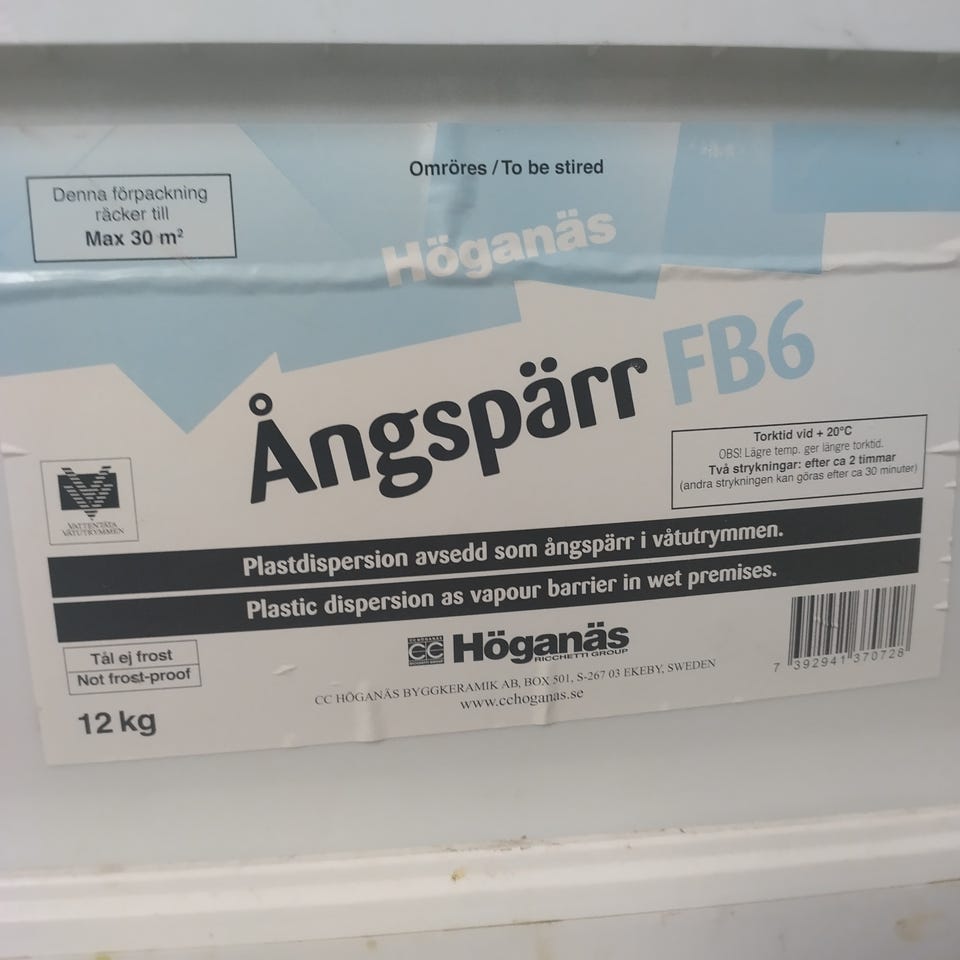 Omröres / To be stired
Denna förpackning
räcker till
Max 30 m²
Höganäs
Ångspärr FB6
Torktid vid + 20°C
OBS! Lägre temp. ger längre torktid.
Två strykningar: efter ca 2 timmar
(andra strykningen kan göras efter ca 30 minuter)
VATTENTÄTA
VÅTUTRYMMEN
Plastdispersion avsedd som ångspärr i våtutrymmen.
Plastic dispersion as vapour barrier in wet premises.
Tål ej frost
Not frost-proof
12 kg
CC Höganäs
RICCHETTI GROUP
CC HÖGANÄS BYGGKERAMIK AB, BOX 501, S-267 03 EKEBY, SWEDEN
www.cchoganas.se
7 392941 370728